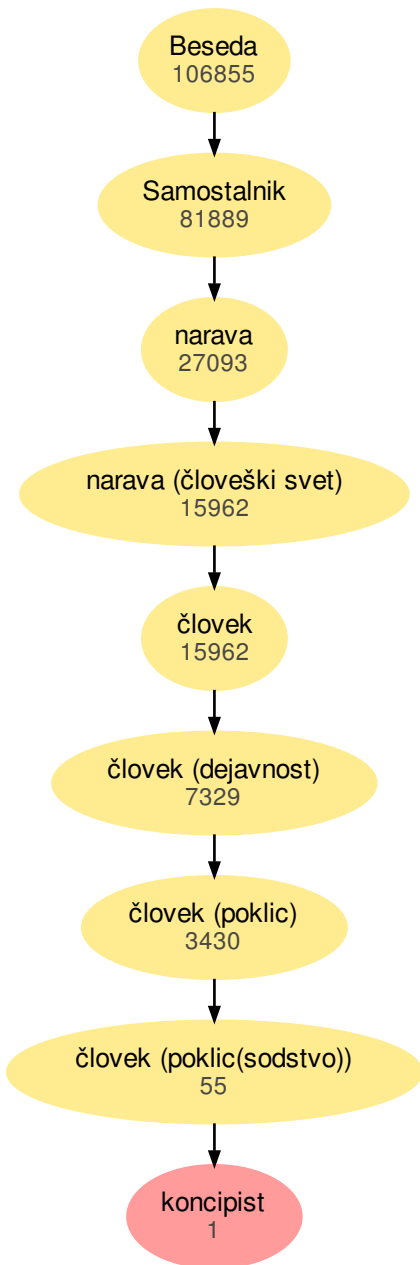 Beseda
106855
Samostalnik
81889
narava
27093
narava (človeški svet)
15962
človek
15962
človek (dejavnost)
7329
človek (poklic)
3430
človek (poklic(sodstvo))
55
koncipist
1